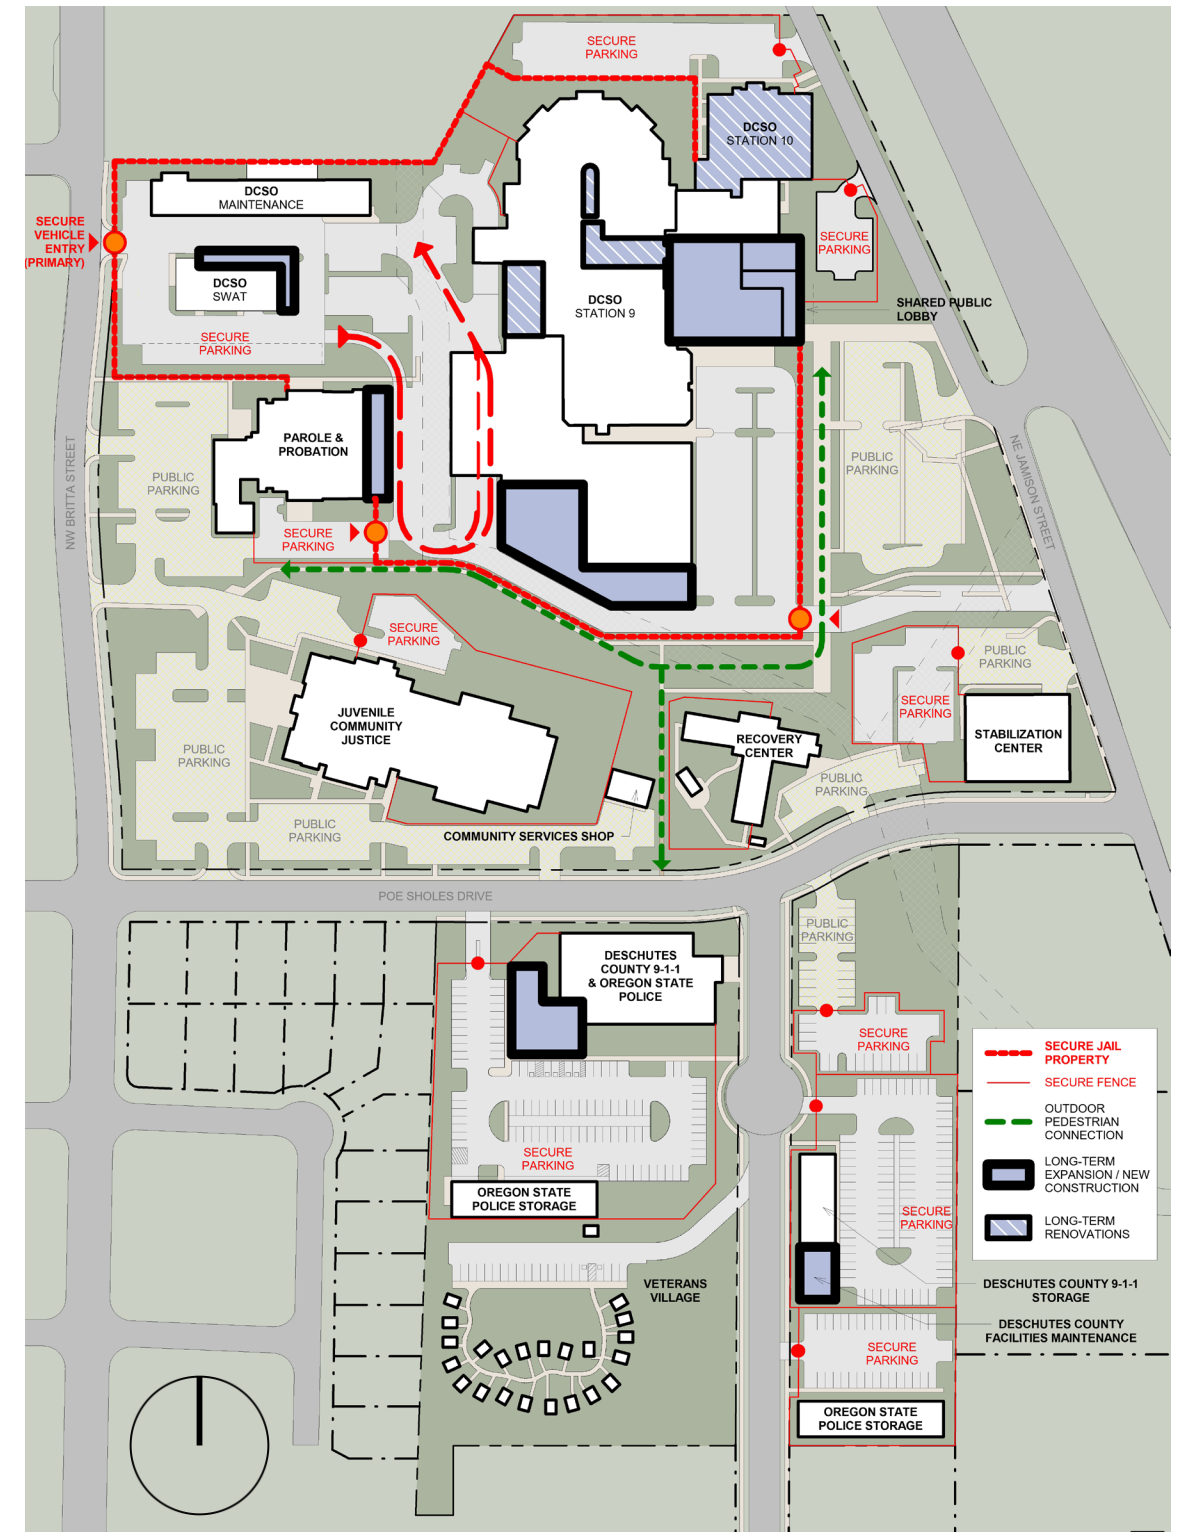 SECURE
PARKING
DCSO
STATION 10
DCSO
MAINTENANCE
SECURE
VEHICLE
ENTRY
(PRIMARY)
SECURE
PARKING
DCSO
SWAT
DCSO
STATION 9
SHARED PUBLIC
LOBBY
SECURE
PARKING
PAROLE &
PROBATION
NW BRITTA STREET
PUBLIC
PARKING
PUBLIC
PARKING
NE JAMISON STREET
SECURE
PARKING
SECURE
PARKING
PUBLIC
PARKING
SECURE
PARKING
JUVENILE
COMMUNITY
JUSTICE
RECOVERY
CENTER
STABILIZATION
CENTER
PUBLIC
PARKING
PUBLIC
PARKING
PUBLIC
PARKING
COMMUNITY SERVICES SHOP
POE SHOLES DRIVE
PUBLIC
PARKING
DESCHUTES
COUNTY 9-1-1
& OREGON STATE
POLICE
SECURE
PARKING
SECURE JAIL
PROPERTY
SECURE FENCE
OUTDOOR
PEDESTRIAN
CONNECTION
LONG-TERM
EXPANSION / NEW
CONSTRUCTION
LONG-TERM
RENOVATIONS
SECURE
PARKING
OREGON STATE
POLICE STORAGE
SECURE
PARKING
VETERANS
VILLAGE
DESCHUTES COUNTY 9-1-1
STORAGE
DESCHUTES COUNTY
FACILITIES MAINTENANCE
SECURE
PARKING
OREGON STATE
POLICE STORAGE